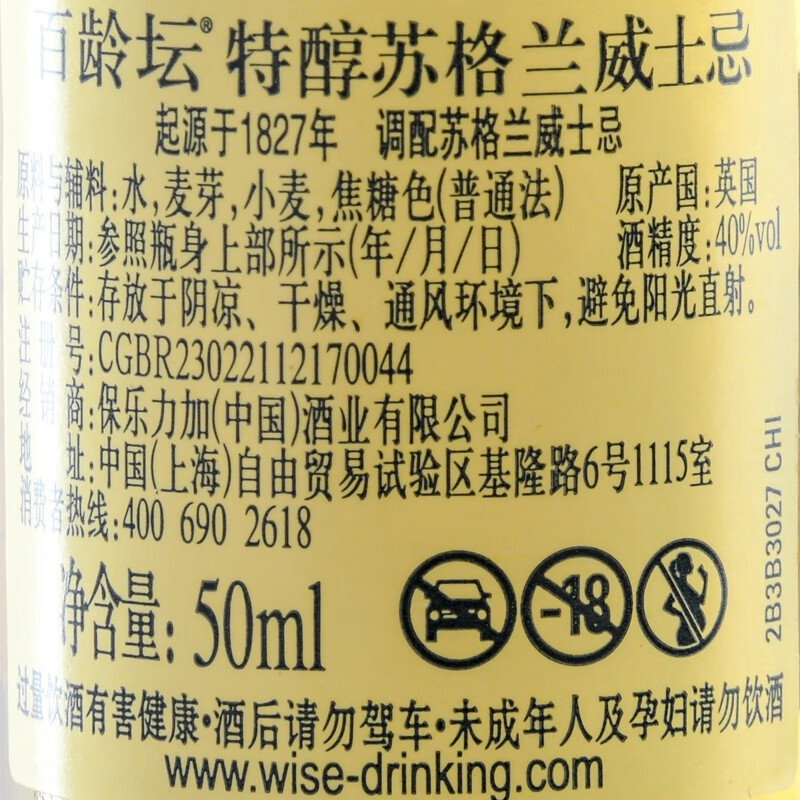 百龄坛® 特醇苏格兰威士忌
起源于1827年 调配苏格兰威士忌
原料与辅料:水,麦芽,小麦,焦糖色(普通法) 原产国:英国
生产日期:参照瓶身上部所示(年/月/日) 酒精度:40%vol
贮存条件:存放于阴凉、干燥、通风环境下,避免阳光直射。
注册号:CGBR23022112170044
经销商:保乐力加(中国)酒业有限公司
地址:中国(上海)自由贸易试验区基隆路6号1115室
消费者热线:400 690 2618
净含量:50ml
-18
过量饮酒有害健康·酒后请勿驾车·未成年人及孕妇请勿饮酒
www.wise-drinking.com
2B3B3027 CHI